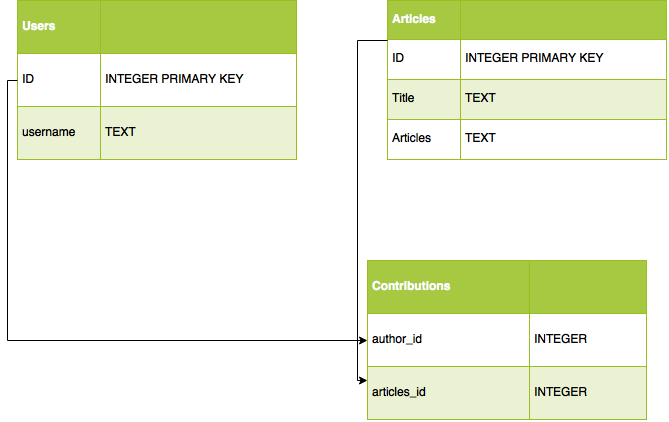 Users
ID INTEGER PRIMARY KEY
username TEXT
Articles
ID INTEGER PRIMARY KEY
Title TEXT
Articles TEXT
Contributions
author_id INTEGER
articles_id INTEGER